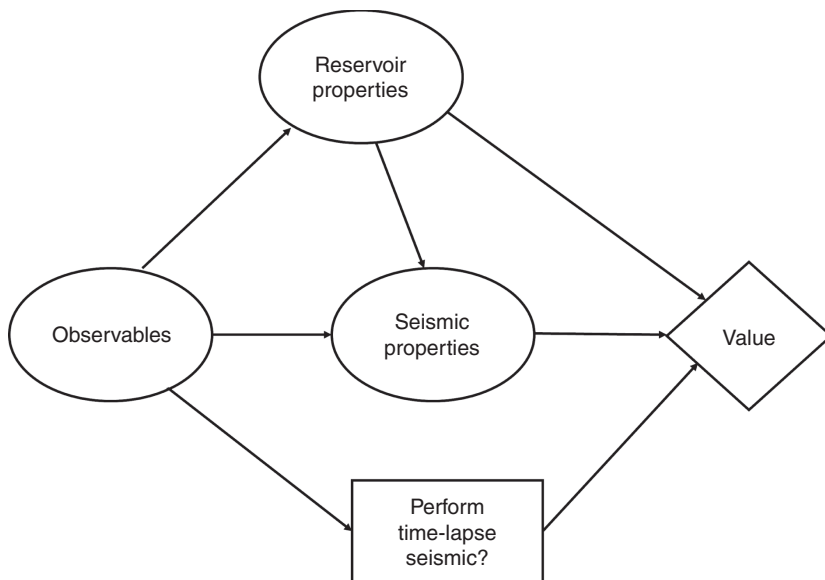 Reservoir
properties
Observables
Seismic
properties
Value
Perform
time-lapse
seismic?